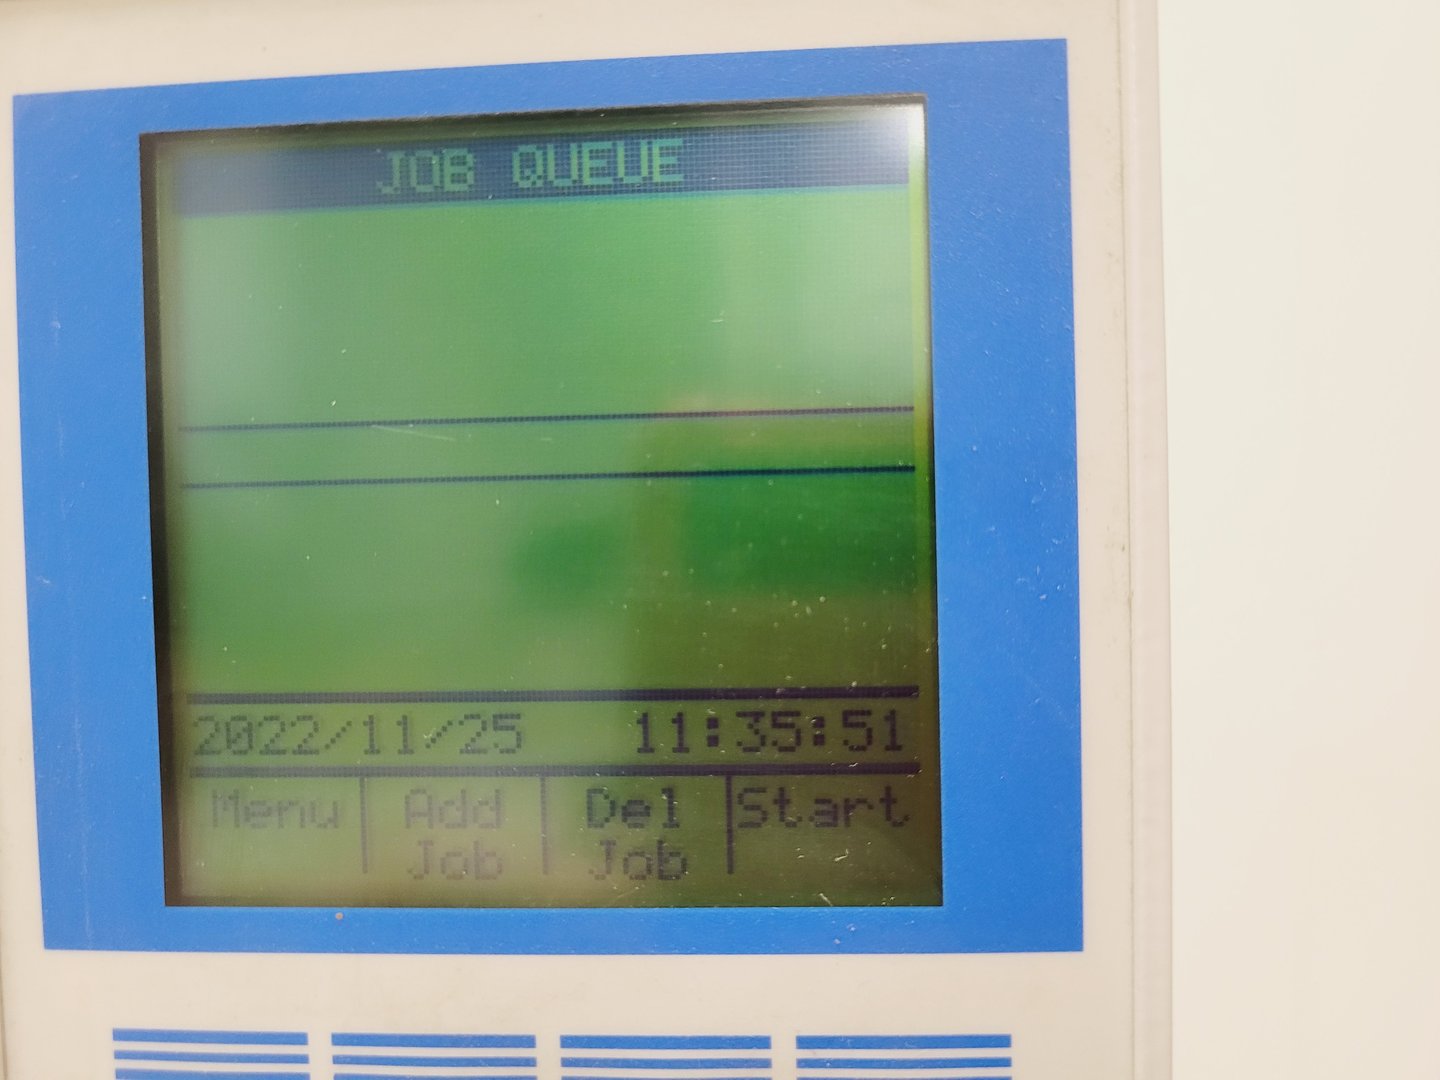 JOB QUEUE
2022/11/25 11:35:51
Menu Add Job Del Job Start